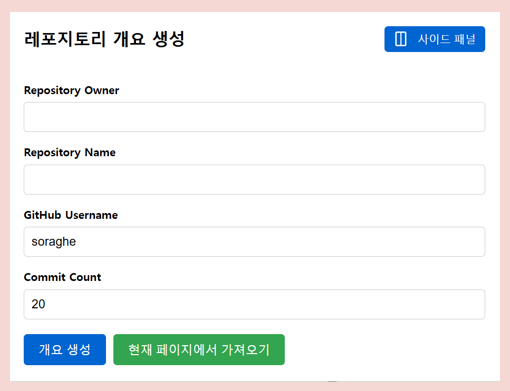 레포지토리 개요 생성
사이드 패널
Repository Owner
Repository Name
GitHub Username
soraghe
Commit Count
20
개요 생성
현재 페이지에서 가져오기